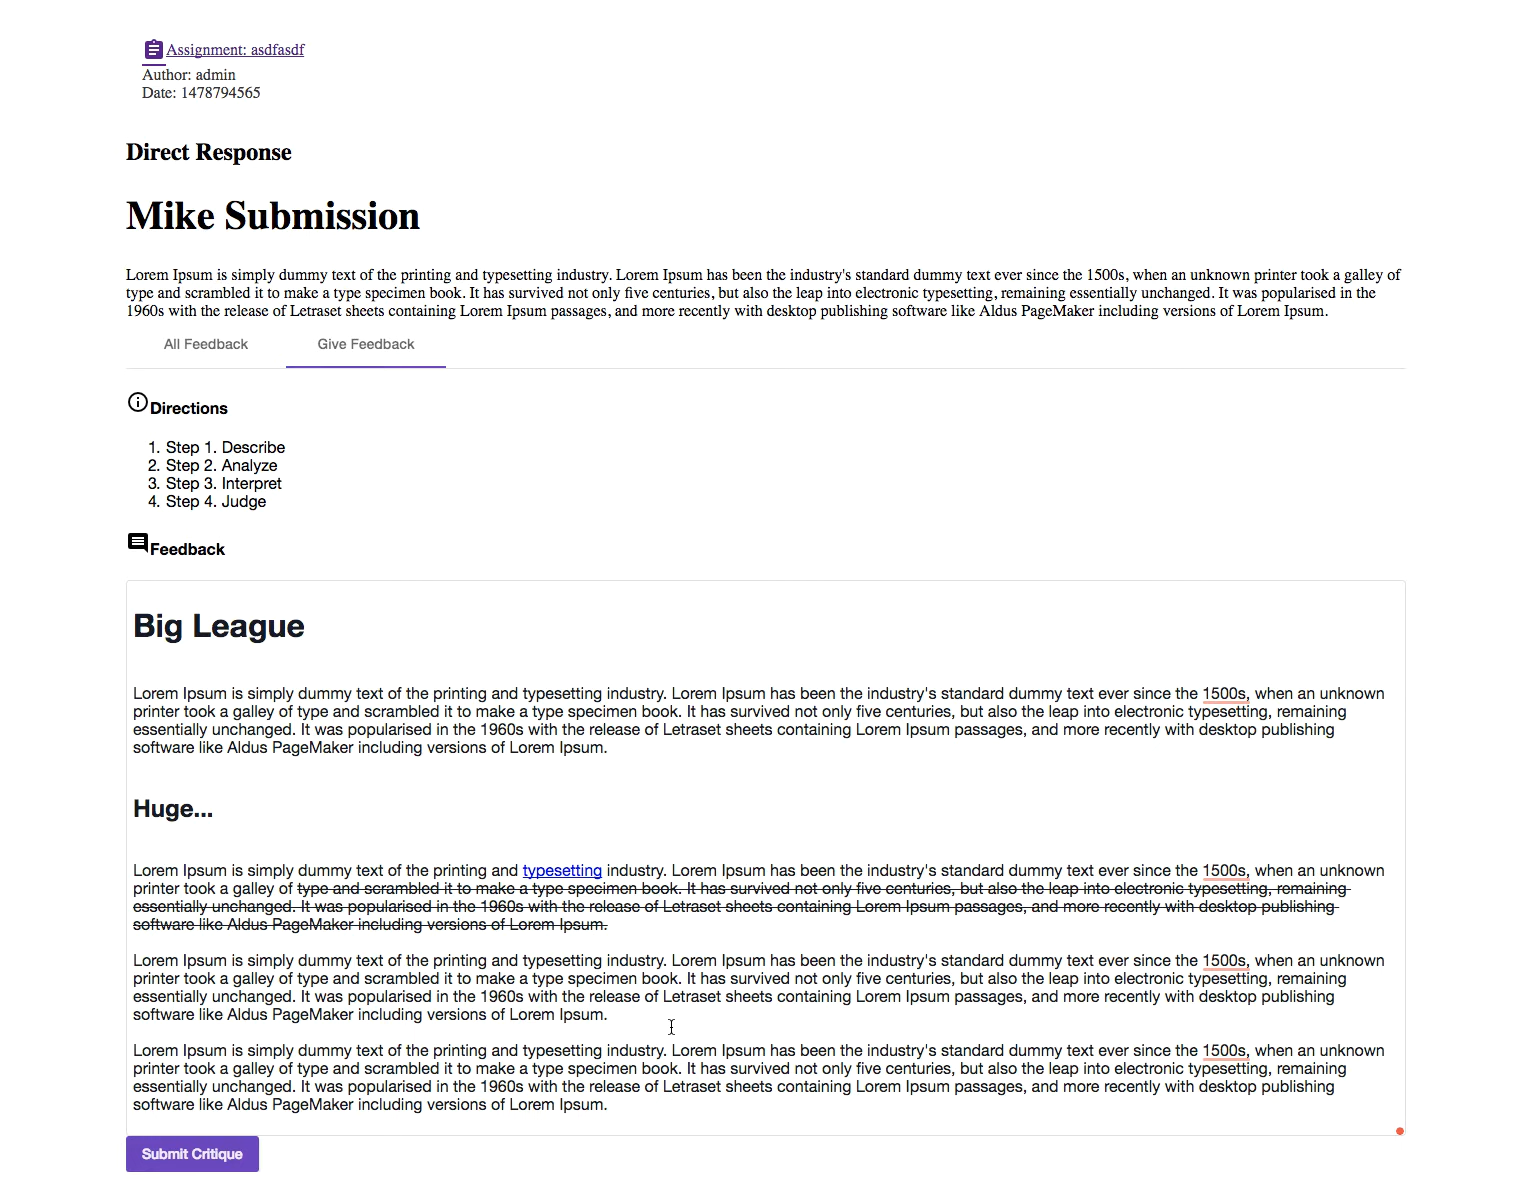 Assignment: asdfasdf
Author: admin
Date: 1478794565
Direct Response
Mike Submission
Lorem Ipsum is simply dummy text of the printing and typesetting industry. Lorem Ipsum has been the industry's standard dummy text ever since the 1500s, when an unknown printer took a galley of
type and scrambled it to make a type specimen book. It has survived not only five centuries, but also the leap into electronic typesetting, remaining essentially unchanged. It was popularised in the
1960s with the release of Letraset sheets containing Lorem Ipsum passages, and more recently with desktop publishing software like Aldus PageMaker including versions of Lorem Ipsum.
All Feedback Give Feedback
Directions
1. Step 1. Describe
2. Step 2. Analyze
3. Step 3. Interpret
4. Step 4. Judge
Feedback
Big League
Lorem Ipsum is simply dummy text of the printing and typesetting industry. Lorem Ipsum has been the industry's standard dummy text ever since the 1500s, when an unknown
printer took a galley of type and scrambled it to make a type specimen book. It has survived not only five centuries, but also the leap into electronic typesetting, remaining
essentially unchanged. It was popularised in the 1960s with the release of Letraset sheets containing Lorem Ipsum passages, and more recently with desktop publishing
software like Aldus PageMaker including versions of Lorem Ipsum.
Huge...
Lorem Ipsum is simply dummy text of the printing and typesetting industry. Lorem Ipsum has been the industry's standard dummy text ever since the 1500s, when an unknown
printer took a galley of type and scrambled it to make a type specimen book. It has survived not only five centuries, but also the leap into electronic typesetting, remaining
essentially unchanged. It was popularised in the 1960s with the release of Letraset sheets containing Lorem Ipsum passages, and more recently with desktop publishing
software like Aldus PageMaker including versions of Lorem Ipsum.
Lorem Ipsum is simply dummy text of the printing and typesetting industry. Lorem Ipsum has been the industry's standard dummy text ever since the 1500s, when an unknown
printer took a galley of type and scrambled it to make a type specimen book. It has survived not only five centuries, but also the leap into electronic typesetting, remaining
essentially unchanged. It was popularised in the 1960s with the release of Letraset sheets containing Lorem Ipsum passages, and more recently with desktop publishing
software like Aldus PageMaker including versions of Lorem Ipsum.
Lorem Ipsum is simply dummy text of the printing and typesetting industry. Lorem Ipsum has been the industry's standard dummy text ever since the 1500s, when an unknown
printer took a galley of type and scrambled it to make a type specimen book. It has survived not only five centuries, but also the leap into electronic typesetting, remaining
essentially unchanged. It was popularised in the 1960s with the release of Letraset sheets containing Lorem Ipsum passages, and more recently with desktop publishing
software like Aldus PageMaker including versions of Lorem Ipsum.
Submit Critique